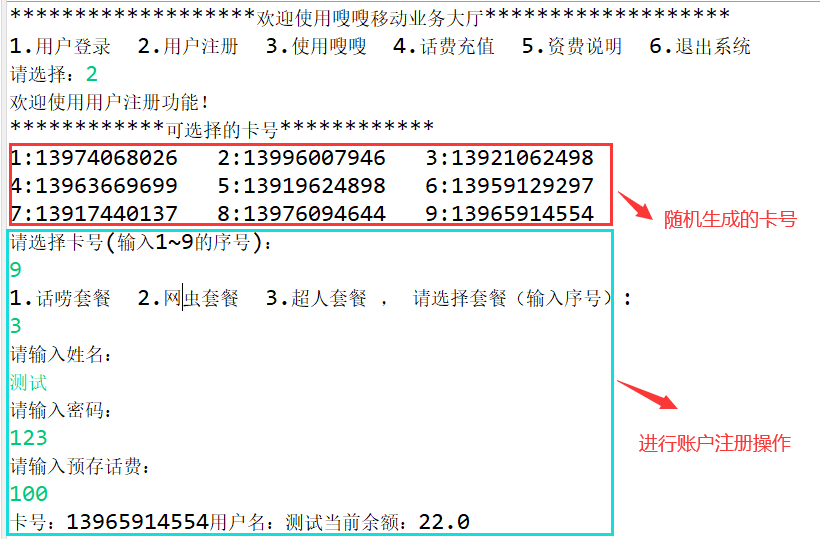 *******************欢迎使用嗖嗖移动业务大厅*******************
1.用户登录  2.用户注册  3.使用嗖嗖  4.话费充值  5.资费说明  6.退出系统
请选择：2
欢迎使用用户注册功能！
************可选择的卡号************
1:13974068026   2:13996007946   3:13921062498
4:13963669699   5:13919624898   6:13959129297
7:13917440137   8:13976094644   9:13965914554
随机生成的卡号
请选择卡号(输入1~9的序号)：
9
1.话唠套餐  2.网虫套餐  3.超人套餐 ， 请选择套餐（输入序号）:
3
请输入姓名：
测试
请输入密码：
123
请输入预存话费：
100
卡号：13965914554用户名：测试当前余额：22.0
进行账户注册操作